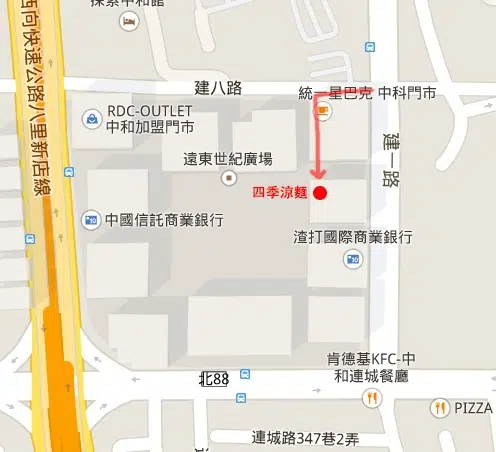 探索中和館
西向快速公路八里新店線
建八路
統一星巴克 中科門市
RDC-OUTLET
中和加盟門市
建一路
遠東世紀廣場
四季涼麵
中國信託商業銀行
渣打國際商業銀行
肯德基KFC-中
和連城餐廳
北88
PIZZA
連城路347巷2弄